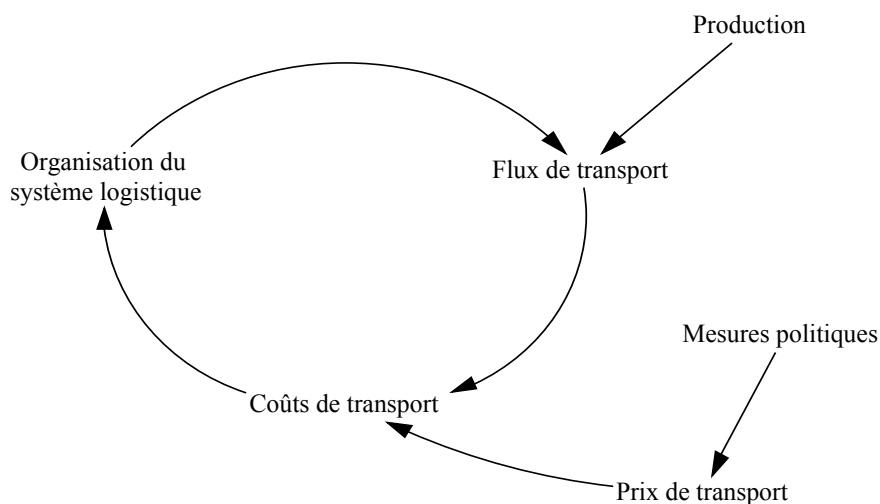 Production
Organisation du
système logistique
Flux de transport
Mesures politiques
Coûts de transport
Prix de transport